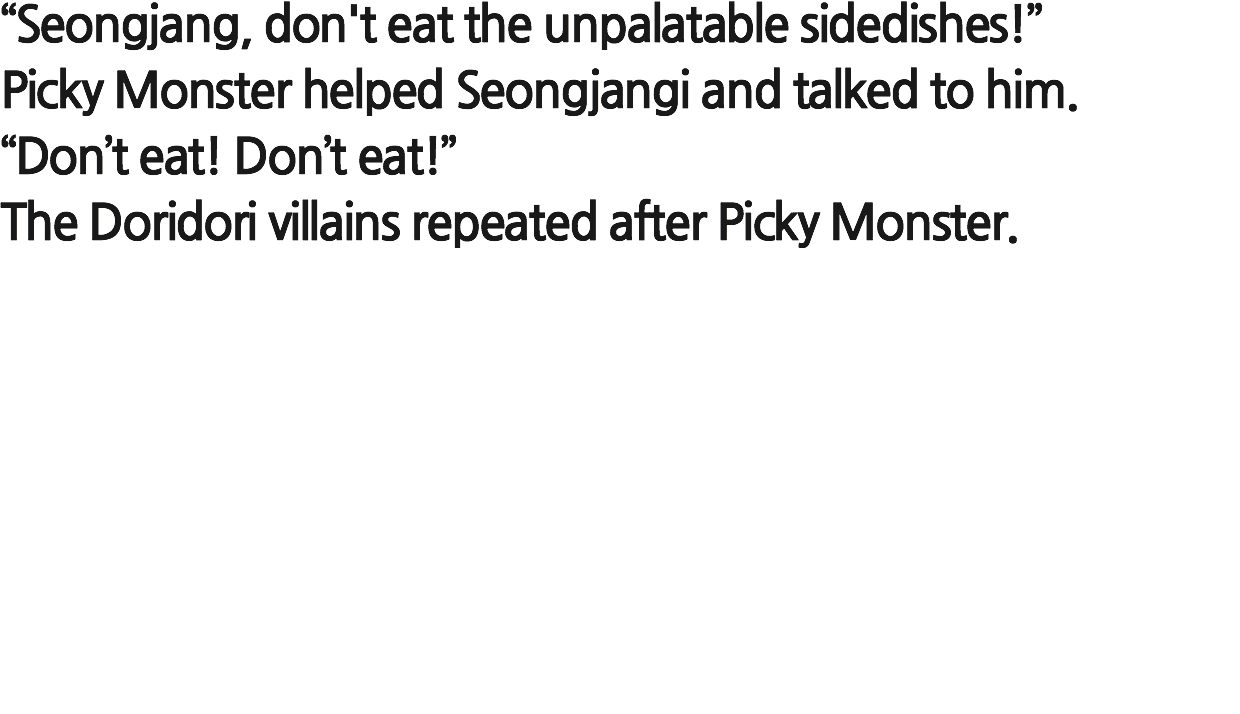 “Seongjang, don't eat the unpalatable sidedishes!”
Picky Monster helped Seongjangi and talked to him.
“Don’t eat! Don’t eat!”
The Doridori villains repeated after Picky Monster.